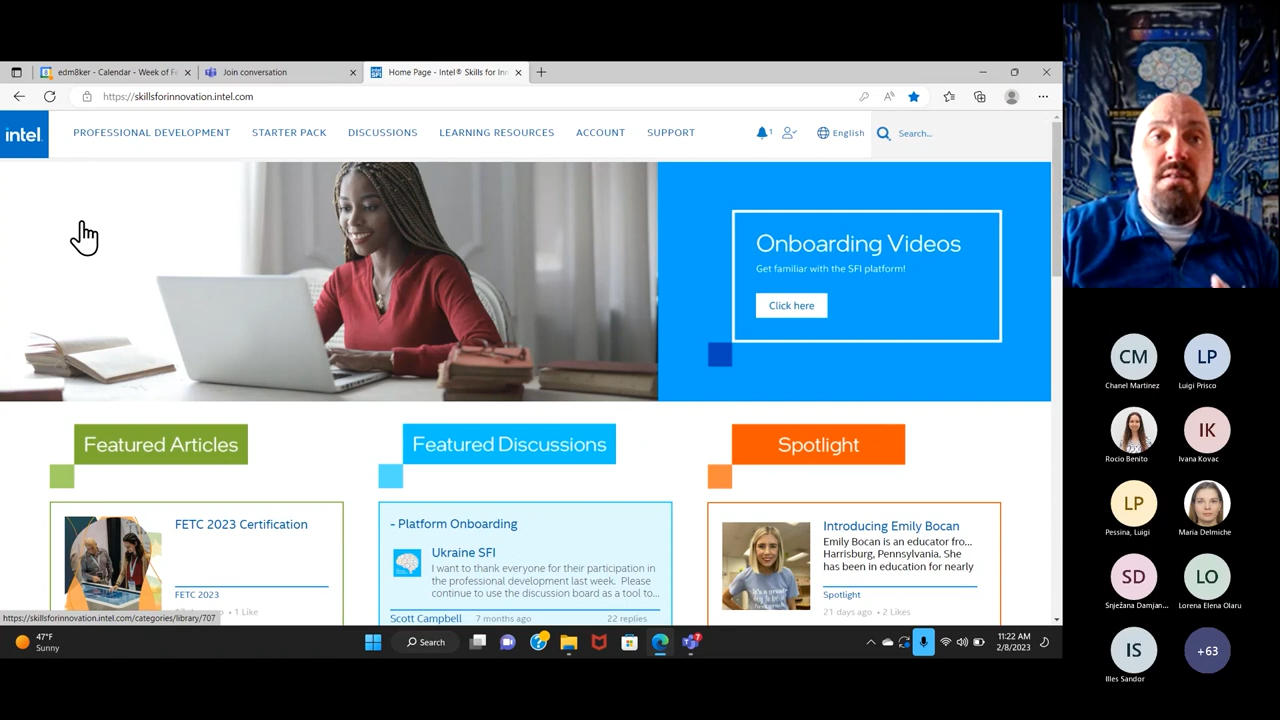 edm8ker - Calendar - Week of Fe
Join conversation
Home Page - Intel® Skills for Inn
https://skillsforinnovation.intel.com
intel.
PROFESSIONAL DEVELOPMENT
STARTER PACK
DISCUSSIONS
LEARNING RESOURCES
ACCOUNT
SUPPORT
1
English
Search...
Onboarding Videos
Get familiar with the SFI platform!
Click here
Featured Articles
Featured Discussions
Spotlight
FETC 2023 Certification
FETC 2023
• 1 Like
- Platform Onboarding
Ukraine SFI
I want to thank everyone for their participation in
the professional development last week. Please
continue to use the discussion board as a tool to...
Scott Campbell
7 months ago
22 replies
Introducing Emily Bocan
Emily Bocan is an educator fro...
Harrisburg, Pennsylvania. She
has been in education for nearly
Spotlight
21 days ago • 2 Likes
https://skillsforinnovation.intel.com/categories/library/707
47°F
Sunny
Search
7
11:22 AM
2/8/2023
CM
Chanel Martinez
LP
Luigi Prisco
Rocio Benito
IK
Ivana Kovac
LP
Pessina, Luigi
Maria Delmiche
SD
Snježana Damjan...
LO
Lorena Elena Olaru
IS
Illes Sandor
+63